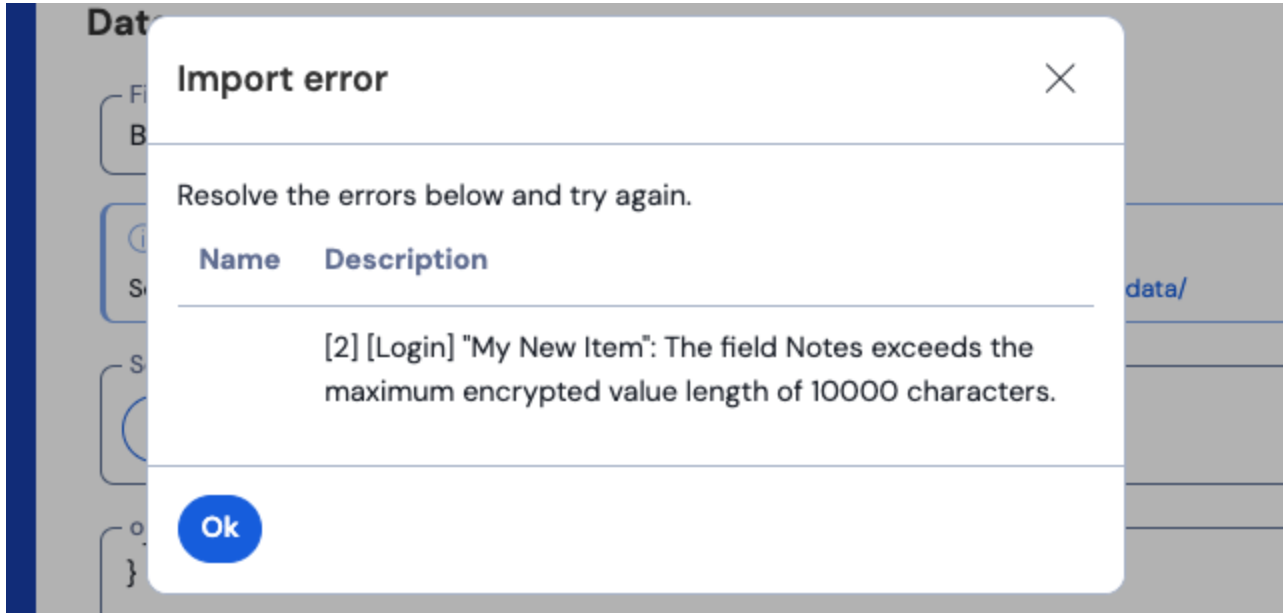 Import error
Resolve the errors below and try again.
Name Description
data/
[2] [Login] "My New Item": The field Notes exceeds the
maximum encrypted value length of 10000 characters.
Ok
}